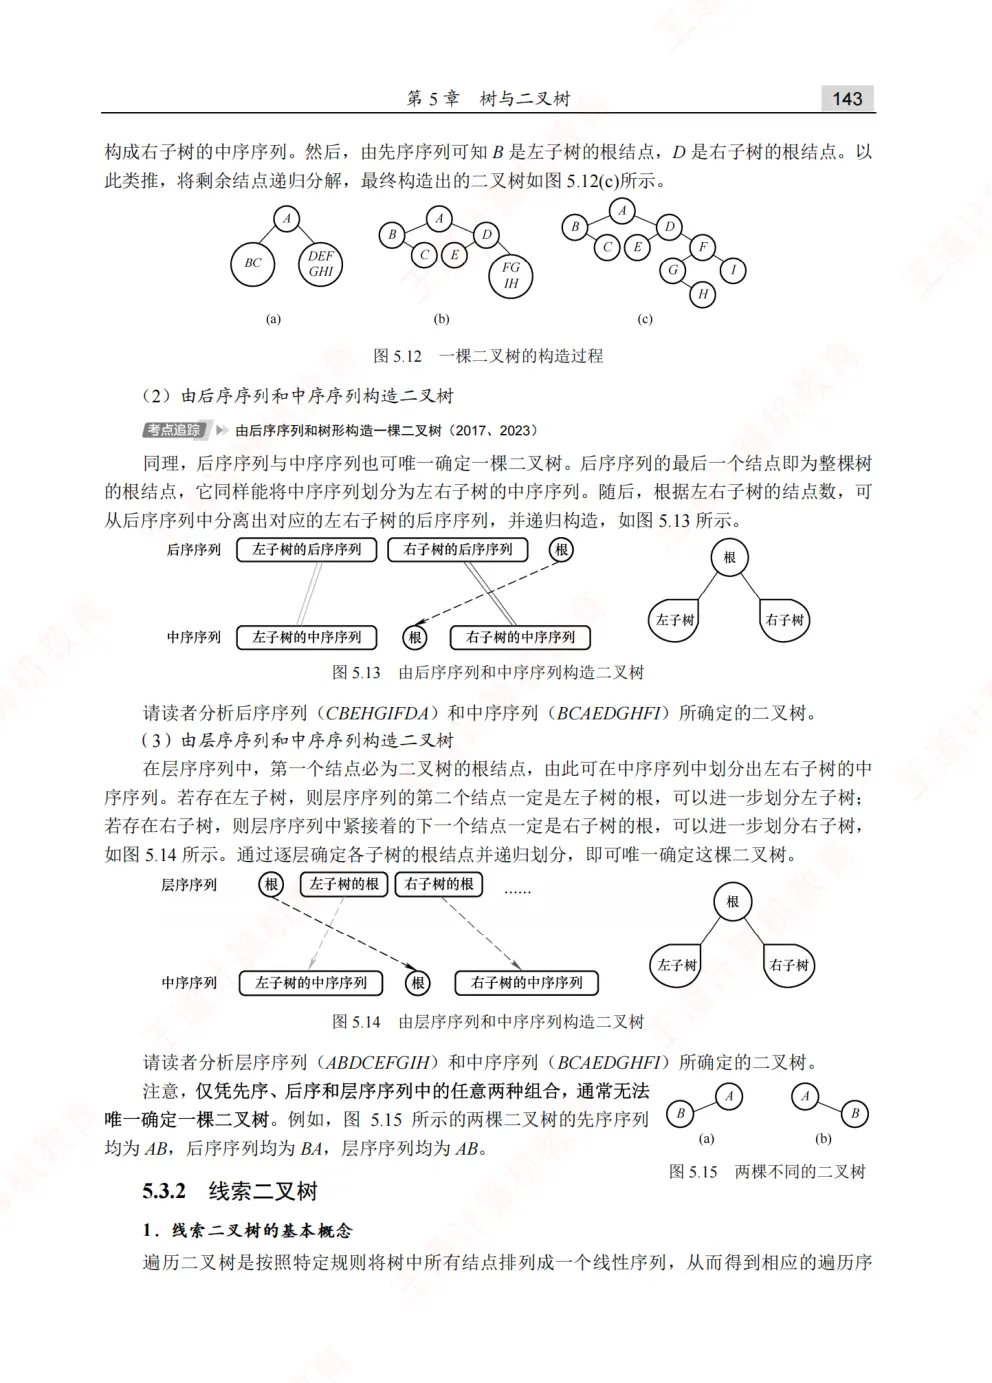 第 5 章　树与二叉树
143
构成右子树的中序序列。然后，由先序序列可知 B 是左子树的根结点，D 是右子树的根结点。以
此类推，将剩余结点递归分解，最终构造出的二叉树如图 5.12(c)所示。
A
BC
DEF
GHI
(a)
A
B
D
C
E
FG
IH
(b)
A
B
D
C
E
F
G
I
H
(c)
图 5.12　一棵二叉树的构造过程
（2）由后序序列和中序序列构造二叉树
考点追踪　由后序序列和树形构造一棵二叉树（2017、2023）
同理，后序序列与中序序列也可唯一确定一棵二叉树。后序序列的最后一个结点即为整棵树
的根结点，它同样能将中序序列划分为左右子树的中序序列。随后，根据左右子树的结点数，可
从后序序列中分离出对应的左右子树的后序序列，并递归构造，如图 5.13 所示。
后序序列　左子树的后序序列　右子树的后序序列　根
中序序列　左子树的中序序列　根　右子树的中序序列
根
左子树　右子树
图 5.13　由后序序列和中序序列构造二叉树
请读者分析后序序列（CBEHGIFDA）和中序序列（BCAEDGHFI）所确定的二叉树。
（3）由层序序列和中序序列构造二叉树
在层序序列中，第一个结点必为二叉树的根结点，由此可在中序序列中划分出左右子树的中
序序列。若存在左子树，则层序序列的第二个结点一定是左子树的根，可以进一步划分左子树；
若存在右子树，则层序序列中紧接着的下一个结点一定是右子树的根，可以进一步划分右子树，
如图 5.14 所示。通过逐层确定各子树的根结点并递归划分，即可唯一确定这棵二叉树。
层序序列　根　左子树的根　右子树的根　……
中序序列　左子树的中序序列　根　右子树的中序序列
根
左子树　右子树
图 5.14　由层序序列和中序序列构造二叉树
请读者分析层序序列（ABDCEFGIH）和中序序列（BCAEDGHFI）所确定的二叉树。
注意，仅凭先序、后序和层序序列中的任意两种组合，通常无法
唯一确定一棵二叉树。例如，图 5.15 所示的两棵二叉树的先序序列
均为 AB，后序序列均为 BA，层序序列均为 AB。
A
B
(a)
A
B
(b)
图 5.15　两棵不同的二叉树
5.3.2　线索二叉树
1．线索二叉树的基本概念
遍历二叉树是按照特定规则将树中所有结点排列成一个线性序列，从而得到相应的遍历序